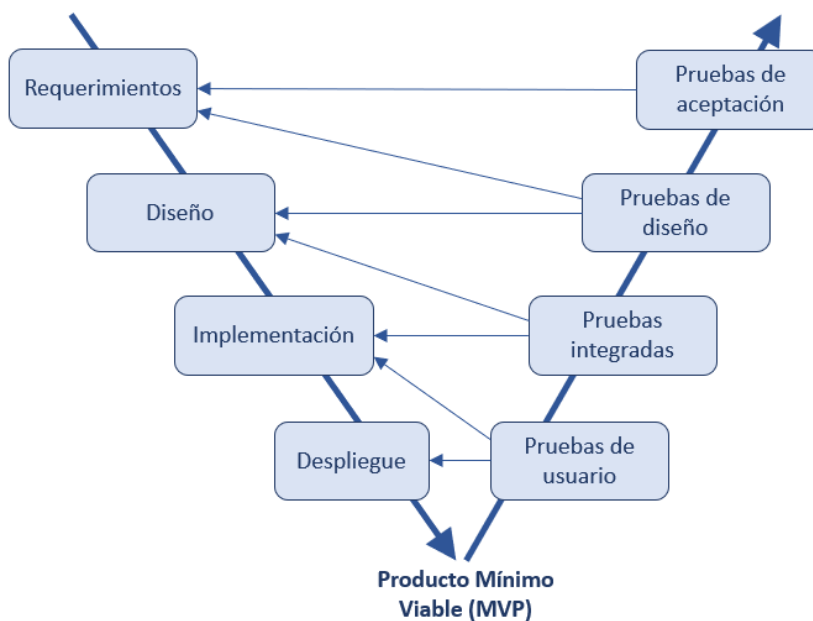 Requerimientos
Pruebas de
aceptación
Diseño
Pruebas de
diseño
Implementación
Pruebas
integradas
Despliegue
Pruebas de
usuario
Producto Mínimo
Viable (MVP)